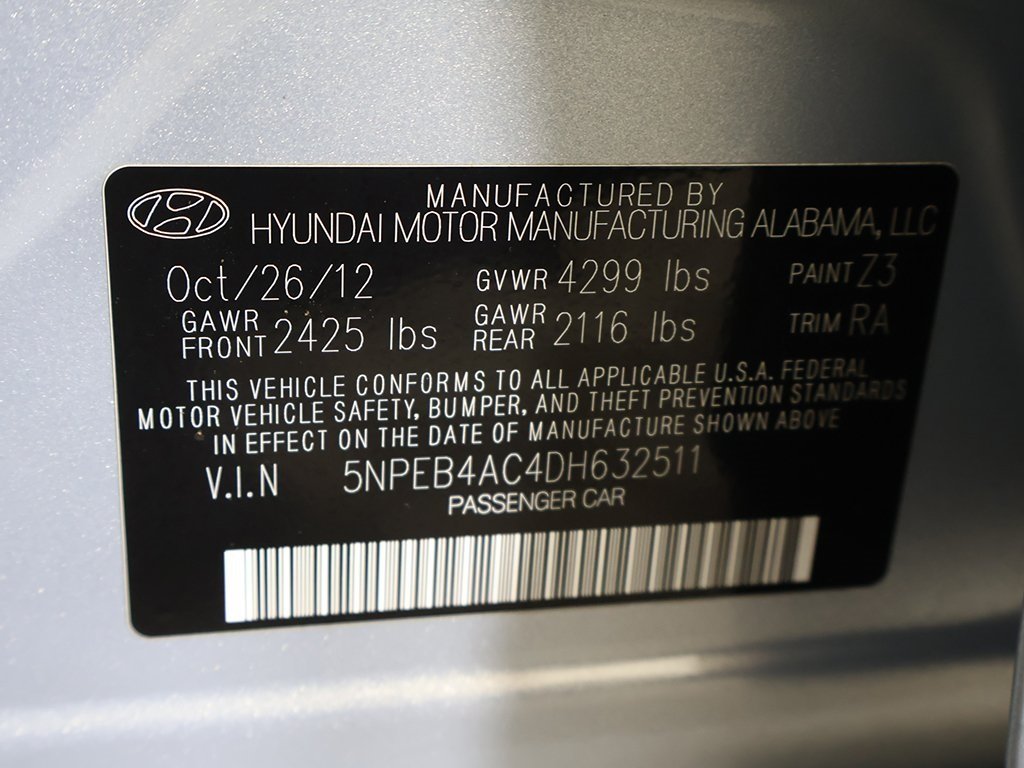 MANUFACTURED BY
HYUNDAI MOTOR MANUFACTURING ALABAMA, LLC
Oct/26/12 GVWR 4299 lbs PAINT Z3
GAWR FRONT 2425 lbs GAWR REAR 2116 lbs TRIM RA
THIS VEHICLE CONFORMS TO ALL APPLICABLE U.S.A. FEDERAL
MOTOR VEHICLE SAFETY, BUMPER, AND THEFT PREVENTION STANDARDS
IN EFFECT ON THE DATE OF MANUFACTURE SHOWN ABOVE
V.I.N 5NPEB4AC4DH632511
PASSENGER CAR